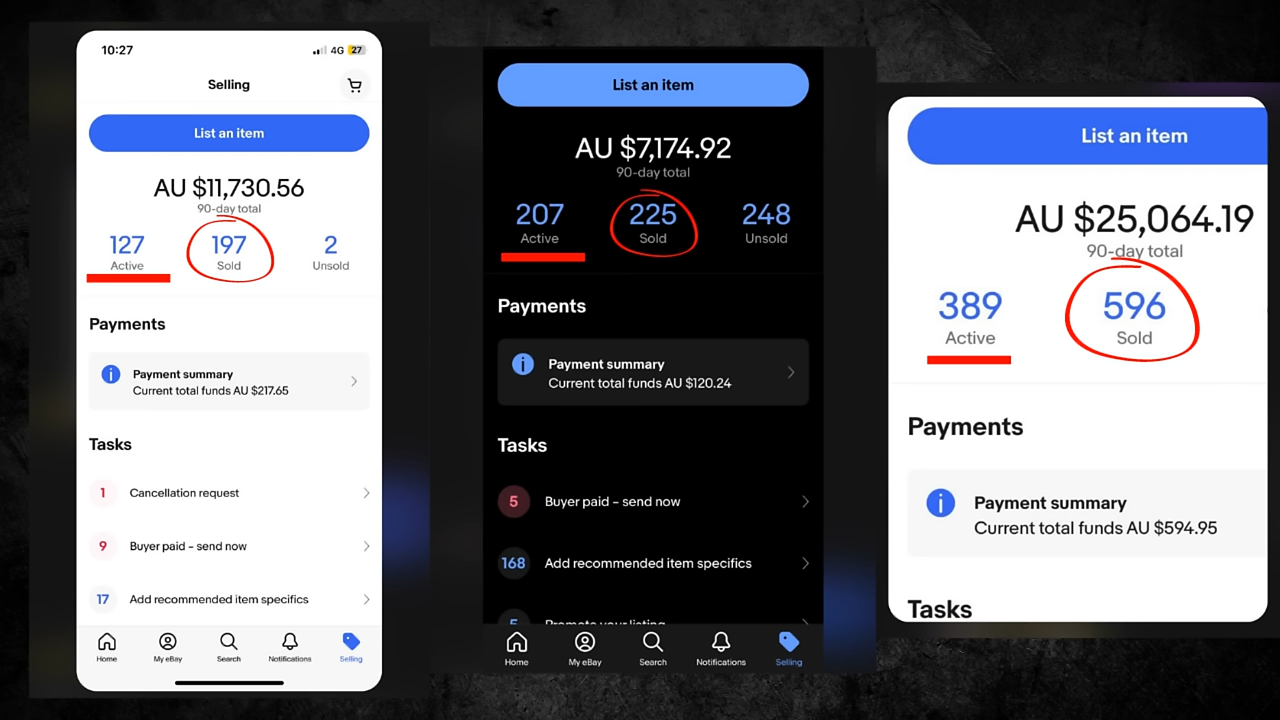 10:27
4G 27
Selling
List an item
AU $11,730.56
90-day total
127 197 2
Active Sold Unsold
Payments
Payment summary
Current total funds AU $217.65
Tasks
1 Cancellation request
9 Buyer paid – send now
17 Add recommended item specifics
Home My eBay Search Notifications Selling
List an item
AU $7,174.92
90-day total
207 225 248
Active Sold Unsold
Payments
Payment summary
Current total funds AU $120.24
Tasks
5 Buyer paid – send now
168 Add recommended item specifics
5 Promote your listing
Home My eBay Search Notifications Selling
List an item
AU $25,064.19
90-day total
389 596
Active Sold
Payments
Payment summary
Current total funds AU $594.95
Tasks